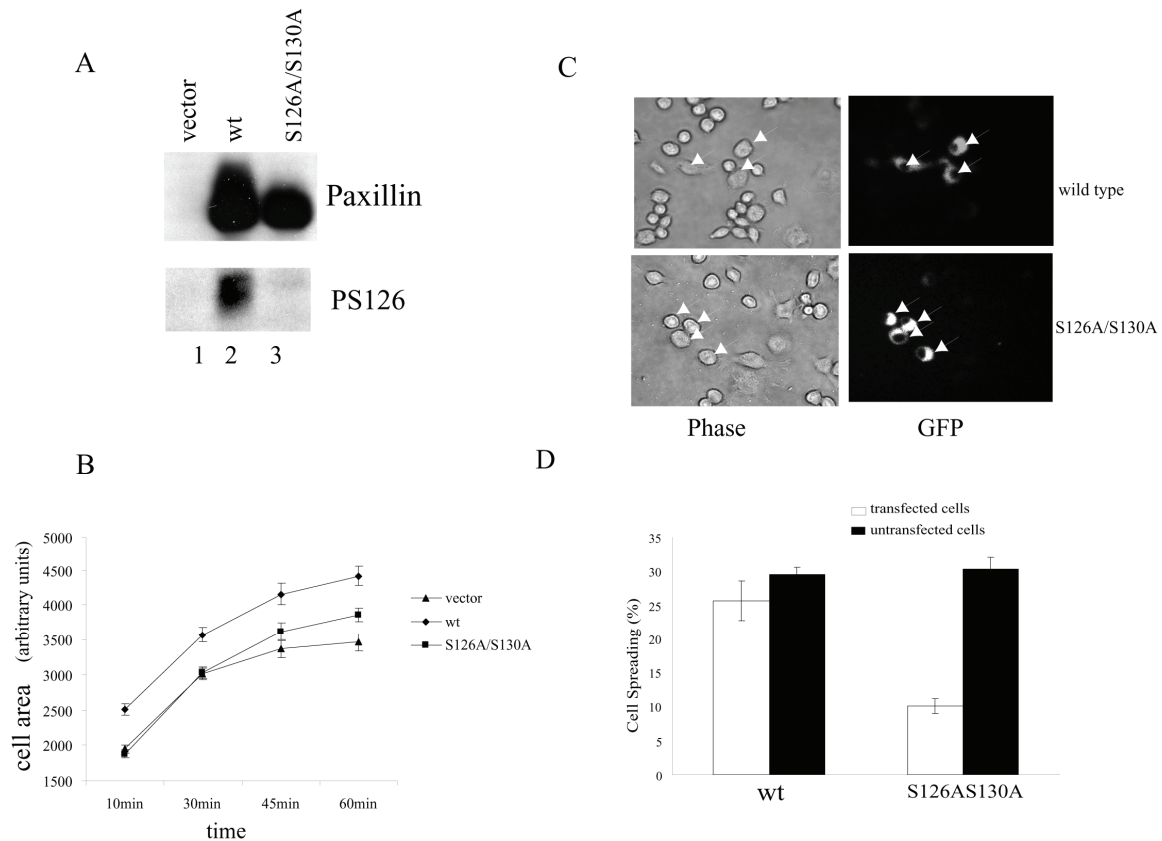 A
vector
wt
S126A/S130A
Paxillin
PS126
1 2 3
B
5000
4500
4000
3500
3000
2500
2000
1500
cell area (arbitrary units)
10min 30min 45min 60min
time
vector
wt
S126A/S130A
C
wild type
S126A/S130A
Phase GFP
D
transfected cells
untransfected cells
35
30
25
20
15
10
5
0
Cell Spreading (%)
wt S126AS130A